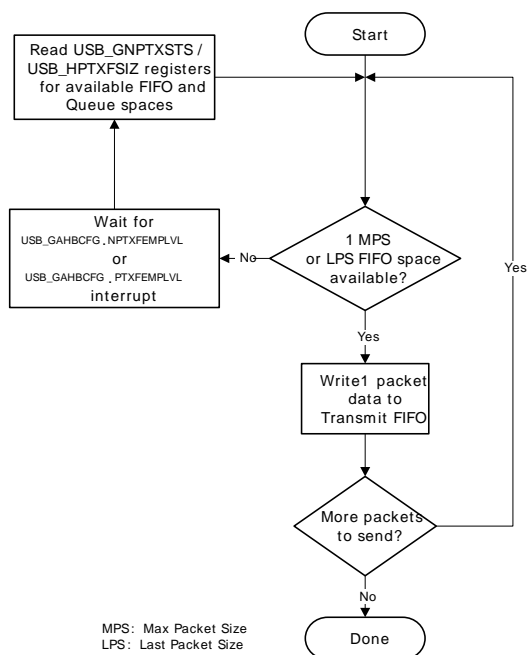 Start
Read USB_GNPTXSTS /
USB_HPTXFSIZ registers
for available FIFO and
Queue spaces
Wait for
USB_GAHBCFG.NPTXFEMPLVL
or
USB_GAHBCFG.PTXFEMPLVL
interrupt
No
1 MPS
or LPS FIFO space
available?
Yes
Yes
Write1 packet
data to
Transmit FIFO
More packets
to send?
No
MPS: Max Packet Size
LPS: Last Packet Size
Done